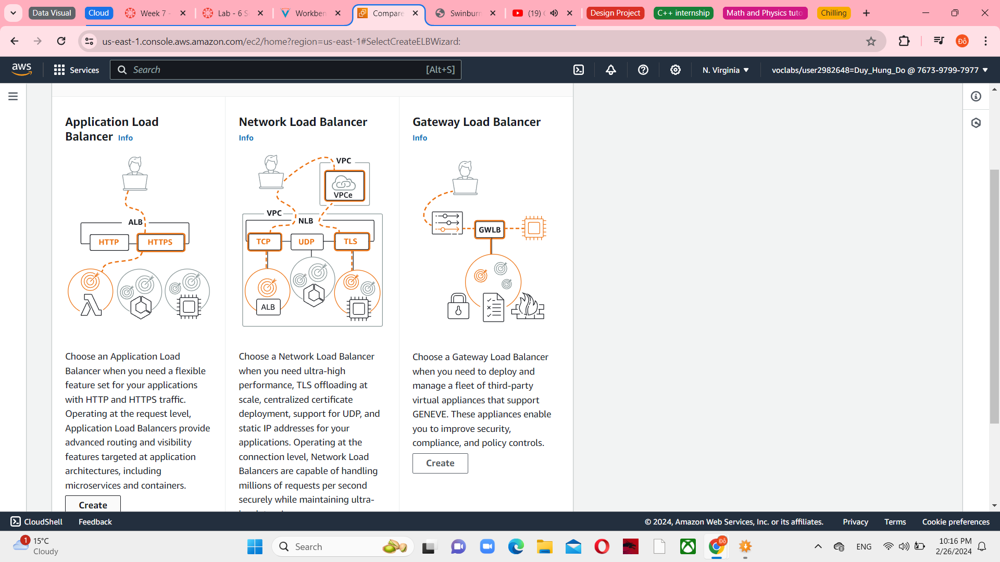 Data Visual
Cloud
Week 7 -
Lab - 6 S
Workben
Compare
Swinburn
(19)
Design Project
C++ internship
Math and Physics tuto
Chilling
us-east-1.console.aws.amazon.com/ec2/home?region=us-east-1#SelectCreateELBWizard:
Đỗ
aws
Services
Search
[Alt+S]
N. Virginia
voclabs/user2982648=Duy_Hung_Do @ 7673-9799-7977
Application Load
Balancer Info
ALB
HTTP
HTTPS
Choose an Application Load
Balancer when you need a flexible
feature set for your applications
with HTTP and HTTPS traffic.
Operating at the request level,
Application Load Balancers provide
advanced routing and visibility
features targeted at application
architectures, including
microservices and containers.
Create
Network Load Balancer
Info
VPC
VPCe
VPC
NLB
TCP
UDP
TLS
ALB
Choose a Network Load Balancer
when you need ultra-high
performance, TLS offloading at
scale, centralized certificate
deployment, support for UDP, and
static IP addresses for your
applications. Operating at the
connection level, Network Load
Balancers are capable of handling
millions of requests per second
securely while maintaining ultra-
Gateway Load Balancer
Info
GWLB
Choose a Gateway Load Balancer
when you need to deploy and
manage a fleet of third-party
virtual appliances that support
GENEVE. These appliances enable
you to improve security,
compliance, and policy controls.
Create
CloudShell
Feedback
© 2024, Amazon Web Services, Inc. or its affiliates.
Privacy
Terms
Cookie preferences
1
15°C
Cloudy
Search
Đỗ
ENG
10:16 PM
2/26/2024